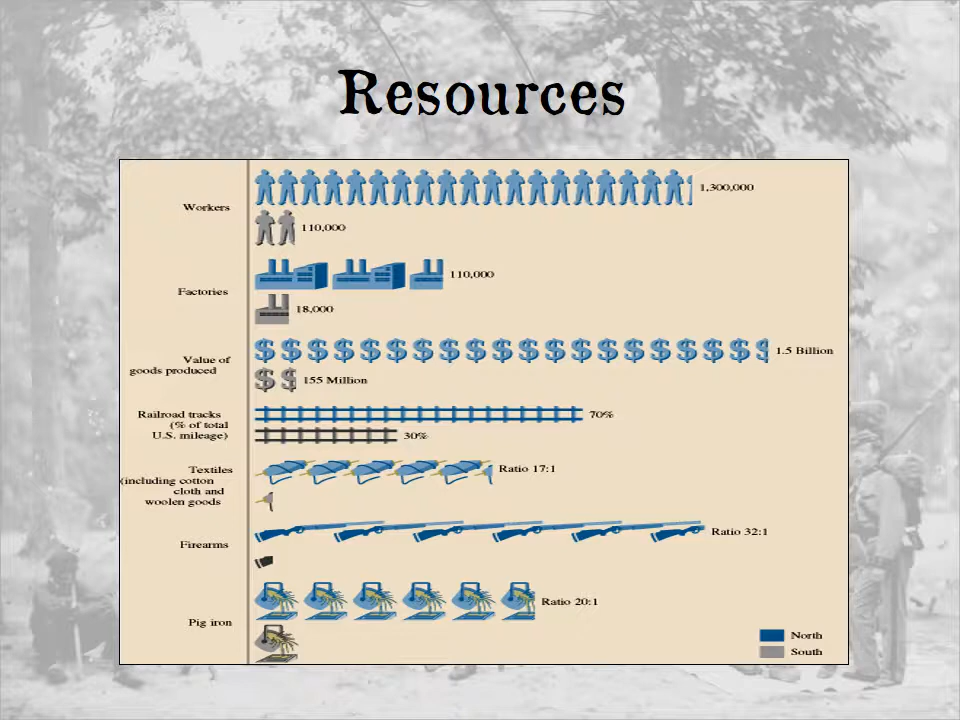 Resources
Workers
1,300,000
110,000
Factories
110,000
18,000
Value of
goods produced
1.5 Billion
155 Million
Railroad tracks
(% of total
U.S. mileage)
70%
30%
Textiles
(including cotton
cloth and
woolen goods
Ratio 17:1
Firearms
Ratio 32:1
Pig iron
Ratio 20:1
North
South